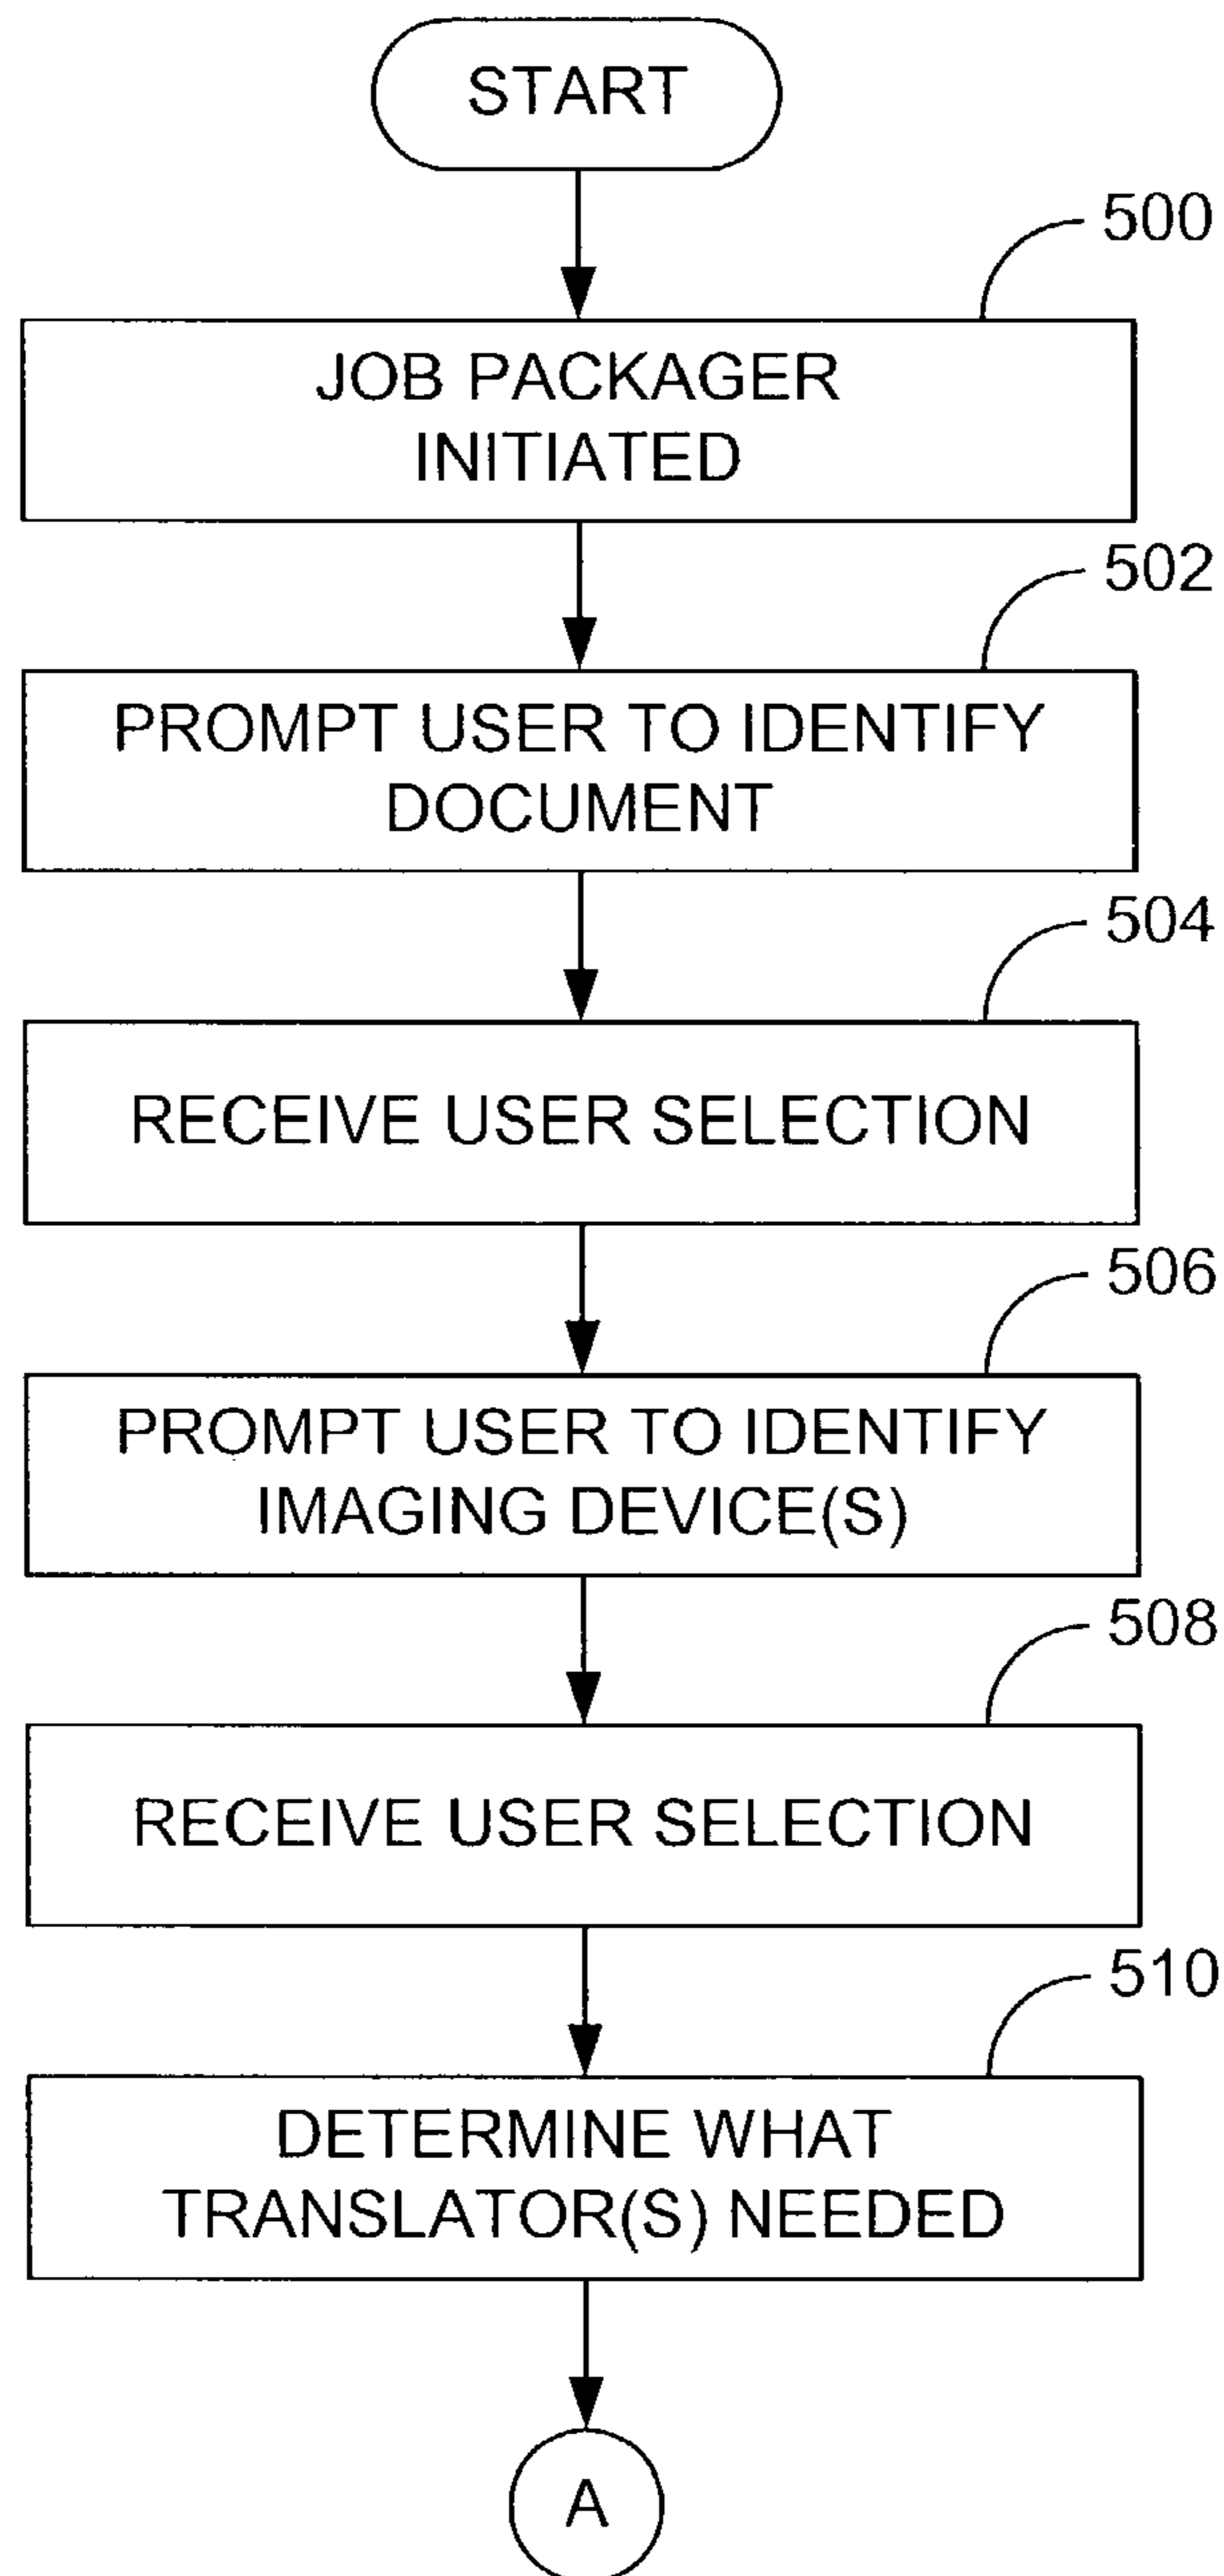 START
500
JOB PACKAGER
INITIATED
502
PROMPT USER TO IDENTIFY
DOCUMENT
504
RECEIVE USER SELECTION
506
PROMPT USER TO IDENTIFY
IMAGING DEVICE(S)
508
RECEIVE USER SELECTION
510
DETERMINE WHAT
TRANSLATOR(S) NEEDED
A